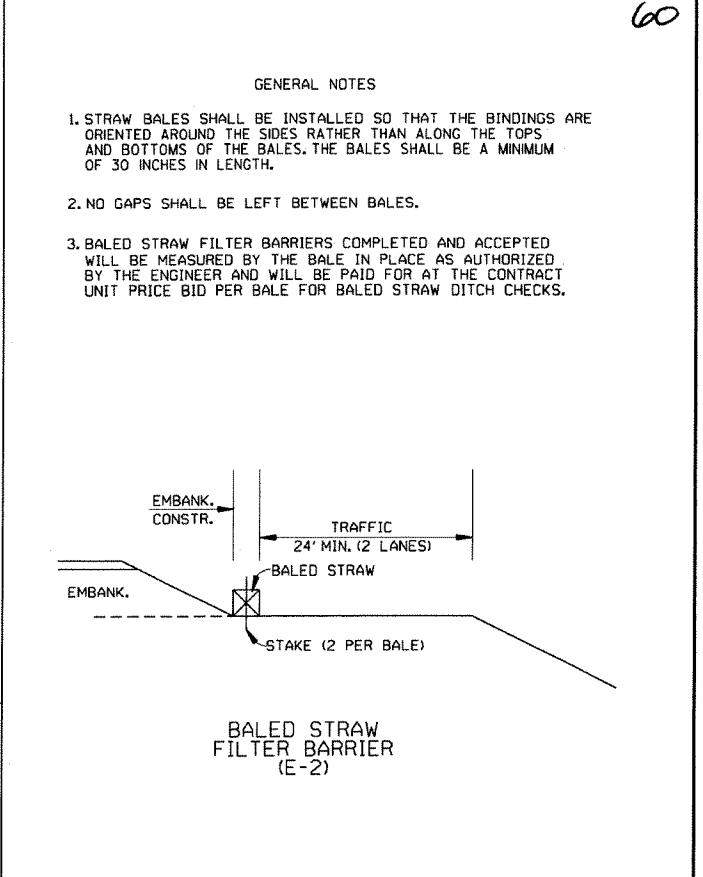 60
GENERAL NOTES
1. STRAW BALES SHALL BE INSTALLED SO THAT THE BINDINGS ARE
ORIENTED AROUND THE SIDES RATHER THAN ALONG THE TOPS
AND BOTTOMS OF THE BALES. THE BALES SHALL BE A MINIMUM
OF 30 INCHES IN LENGTH.
2. NO GAPS SHALL BE LEFT BETWEEN BALES.
3. BALED STRAW FILTER BARRIERS COMPLETED AND ACCEPTED
WILL BE MEASURED BY THE BALE IN PLACE AS AUTHORIZED
BY THE ENGINEER AND WILL BE PAID FOR AT THE CONTRACT
UNIT PRICE BID PER BALE FOR BALED STRAW DITCH CHECKS.
EMBANK.
CONSTR.
TRAFFIC
24' MIN. (2 LANES)
BALED STRAW
EMBANK.
STAKE (2 PER BALE)
BALED STRAW
FILTER BARRIER
(E-2)